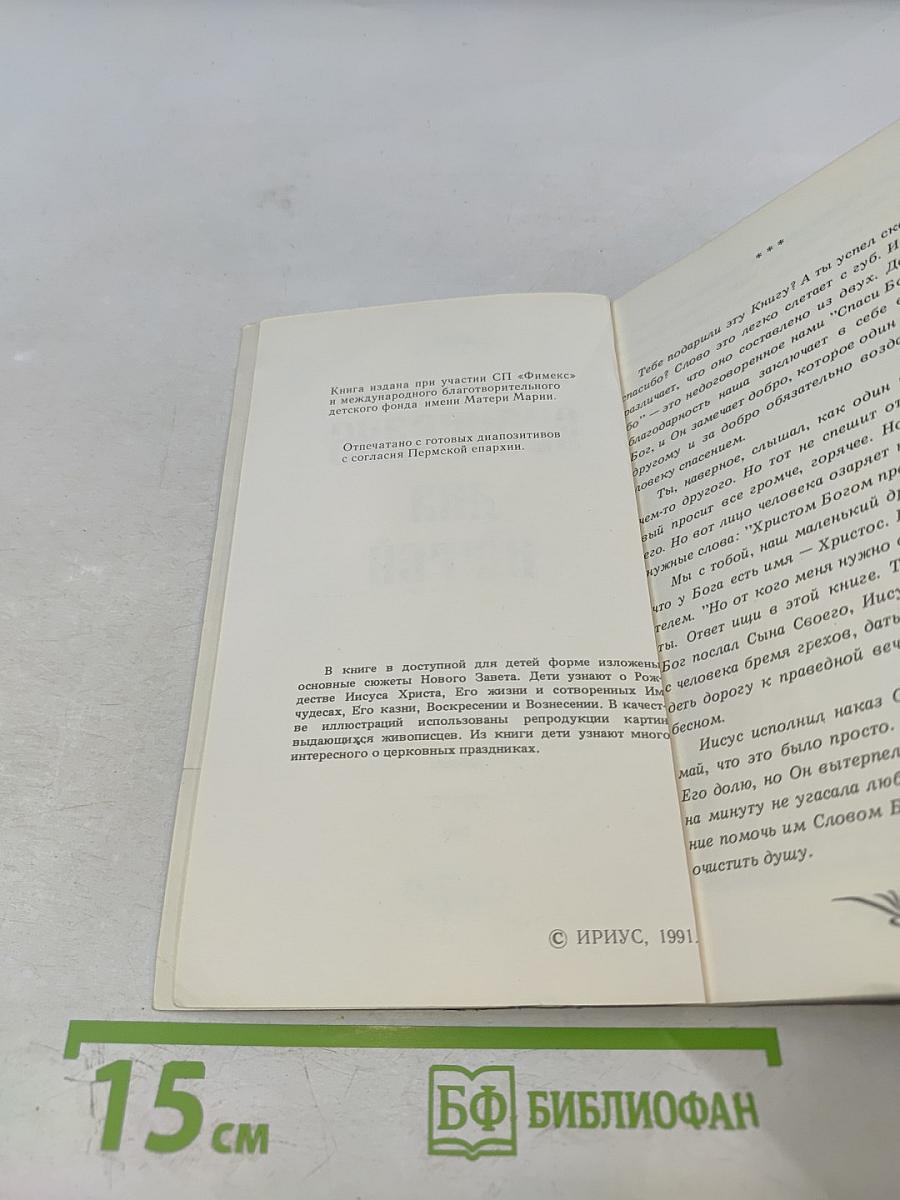 Книга издана при участии СП «Фимекс»
и международного благотворительного
детского фонда имени Матери Марии.
Отпечатано с готовых диапозитивов
с согласия Пермской епархии.
В книге в доступной для детей форме изложены
основные сюжеты Нового Завета. Дети узнают о Рож-
дестве Иисуса Христа, Его жизни и сотворенных Им
чудесах, Его казни, Воскресении и Вознесении. В качест-
ве иллюстраций использованы репродукции картин
выдающихся живописцев. Из книги дети узнают много
интересного о церковных праздниках.
© ИРИУС, 1991.
* * *
Тебе подарили эту Книгу? А ты успел
спасибо? Слово это легко слетает с губ.
различает, что оно составлено из двух.
бо" — это недоговоренное нами "Спаси
благодарность наша заключает в себе
Бог, и Он замечает добро, которое один
другому и за добро обязательно
ловеку спасением.
Ты, наверное, слышал, как один
чем-то другого. Но тот не спешит
вый просит все громче, горячее.
его. Но вот лицо человека озаряет
нужные слова: "Христом Богом
Мы с тобой, наш маленький
что у Бога есть имя — Христос.
телем. "Но от кого меня нужно
ты. Ответ ищи в этой книге.
Бог послал Сына Своего,
с человека бремя грехов, дать
деть дорогу к праведной
бесном.
Иисус исполнил наказ
май, что это было просто.
Его долю, но Он вытерпел
на минуту не угасала
ние помочь им Словом
очистить душу.
15 см
БФ БИБЛИОФАН